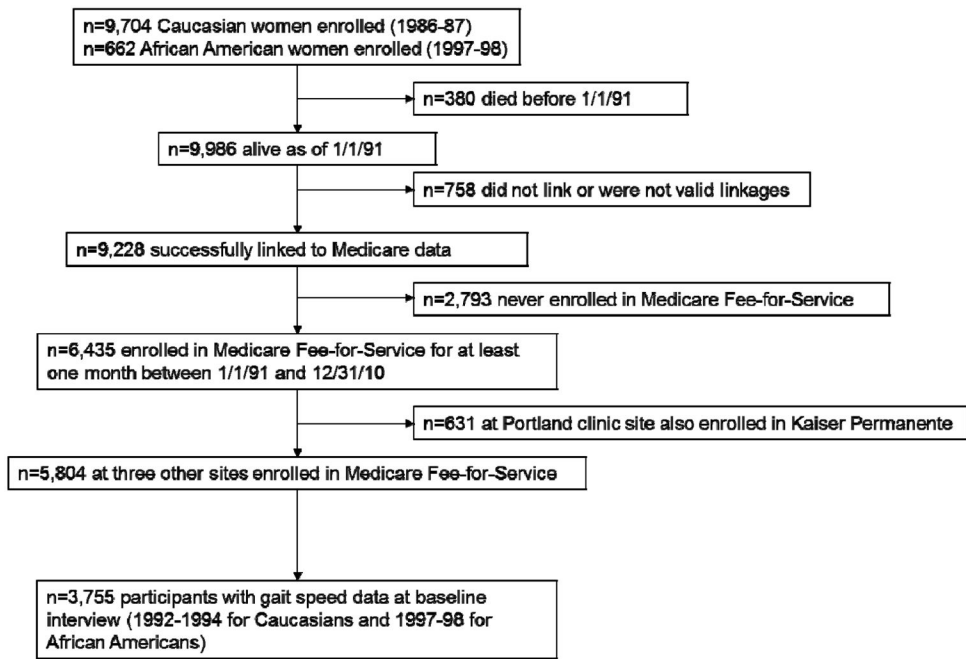 n=9,704 Caucasian women enrolled (1986-87)
n=662 African American women enrolled (1997-98)
n=380 died before 1/1/91
n=9,986 alive as of 1/1/91
n=758 did not link or were not valid linkages
n=9,228 successfully linked to Medicare data
n=2,793 never enrolled in Medicare Fee-for-Service
n=6,435 enrolled in Medicare Fee-for-Service for at least
one month between 1/1/91 and 12/31/10
n=631 at Portland clinic site also enrolled in Kaiser Permanente
n=5,804 at three other sites enrolled in Medicare Fee-for-Service
n=3,755 participants with gait speed data at baseline
interview (1992-1994 for Caucasians and 1997-98 for
African Americans)